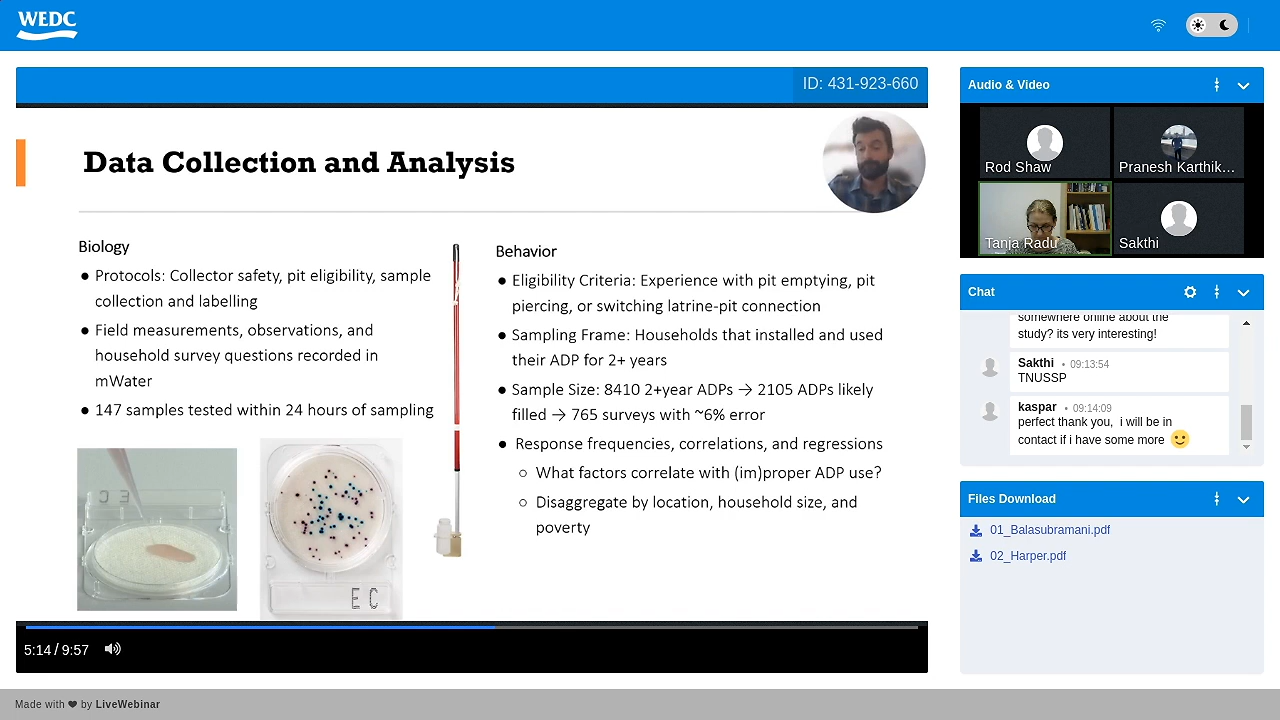 WEDC
ID: 431-923-660
Data Collection and Analysis
Biology
● Protocols: Collector safety, pit eligibility, sample
collection and labelling
● Field measurements, observations, and
household survey questions recorded in
mWater
● 147 samples tested within 24 hours of sampling
E C
E C
Behavior
● Eligibility Criteria: Experience with pit emptying, pit
piercing, or switching latrine-pit connection
● Sampling Frame: Households that installed and used
their ADP for 2+ years
● Sample Size: 8410 2+year ADPs → 2105 ADPs likely
filled → 765 surveys with ~6% error
● Response frequencies, correlations, and regressions
○ What factors correlate with (im)proper ADP use?
○ Disaggregate by location, household size, and
poverty
5:14 / 9:57
Audio & Video
Rod Shaw
Pranesh Karthik...
Tanja Radu
Sakthi
Chat
somewhere online about the
study? its very interesting!
Sakthi • 09:13:54
TNUSSP
kaspar • 09:14:09
perfect thank you, i will be in
contact if i have some more 🙂
Files Download
01_Balasubramani.pdf
02_Harper.pdf
Made with ❤ by LiveWebinar